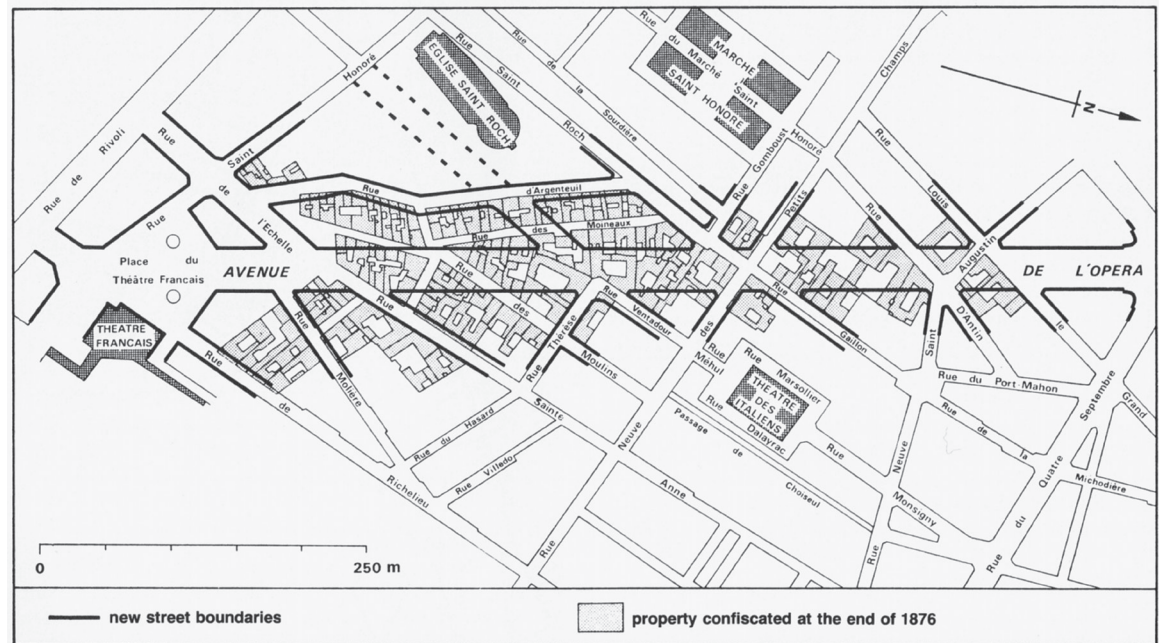 Rue de Rivoli
Rue Saint Honoré
EGLISE SAINT ROCH
Rue Saint Roch
Rue de la Sourdière
Rue du Marché Saint Honoré
MARCHE
SAINT HONORE
Rue Gomboust
Rue
des
Petits
Champs
N
Rue
Louis
le
Grand
Rue de l'Echelle
Rue d'Argenteuil
Rue des Moineaux
Rue
Place du
Théâtre Francais
AVENUE DE L'OPERA
THEATRE
FRANCAIS
Rue de Richelieu
Rue Molière
Rue des
Moulins
Rue Thérèse
Rue Ventadour
Rue
Neuve
des
Rue Méhul
Rue Marsollier
THEATRE
DES
ITALIENS
Rue Dalayrac
Rue Gaillon
Rue
Neuve
Saint
Augustin
D'Antin
Rue du Port-Mahon
Rue de la Michodière
Rue du Quatre Septembre
Rue Monsigny
Passage de Choiseul
Rue Sainte Anne
Rue du Hasard
Rue Villedo
0 250 m
new street boundaries
property confiscated at the end of 1876